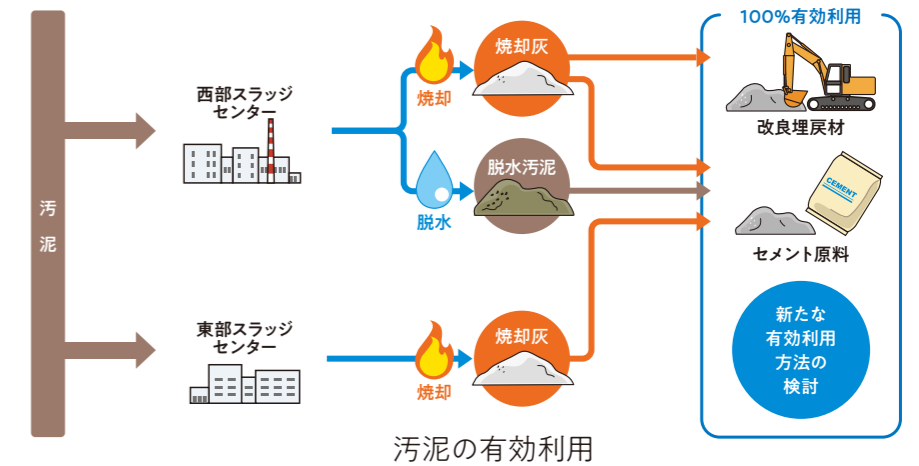 汚泥
西部スラッジ
センター
焼却
焼却灰
脱水
脱水汚泥
東部スラッジ
センター
焼却
焼却灰
100%有効利用
改良埋戻材
CEMENT
セメント原料
新たな
有効利用
方法の
検討
汚泥の有効利用